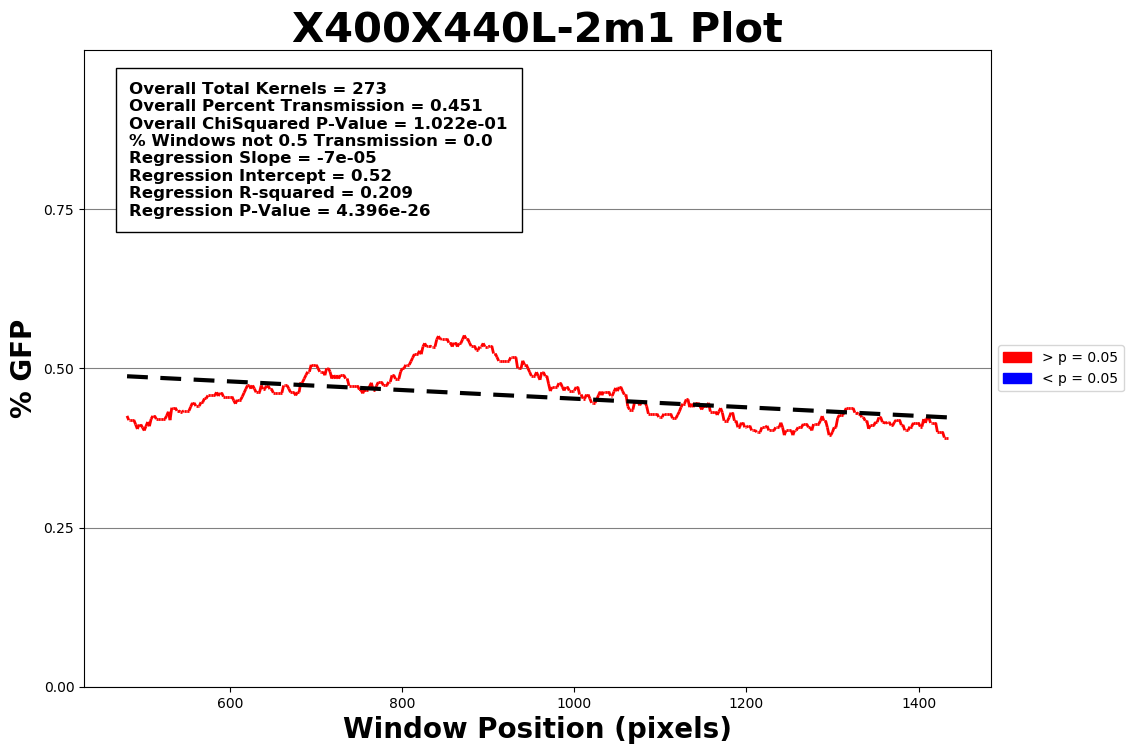 X400X440L-2m1 Plot
Overall Total Kernels = 273
Overall Percent Transmission = 0.451
Overall ChiSquared P-Value = 1.022e-01
% Windows not 0.5 Transmission = 0.0
Regression Slope = -7e-05
Regression Intercept = 0.52
Regression R-squared = 0.209
Regression P-Value = 4.396e-26
0.75
0.50
0.25
0.00
% GFP
> p = 0.05
< p = 0.05
600 800 1000 1200 1400
Window Position (pixels)